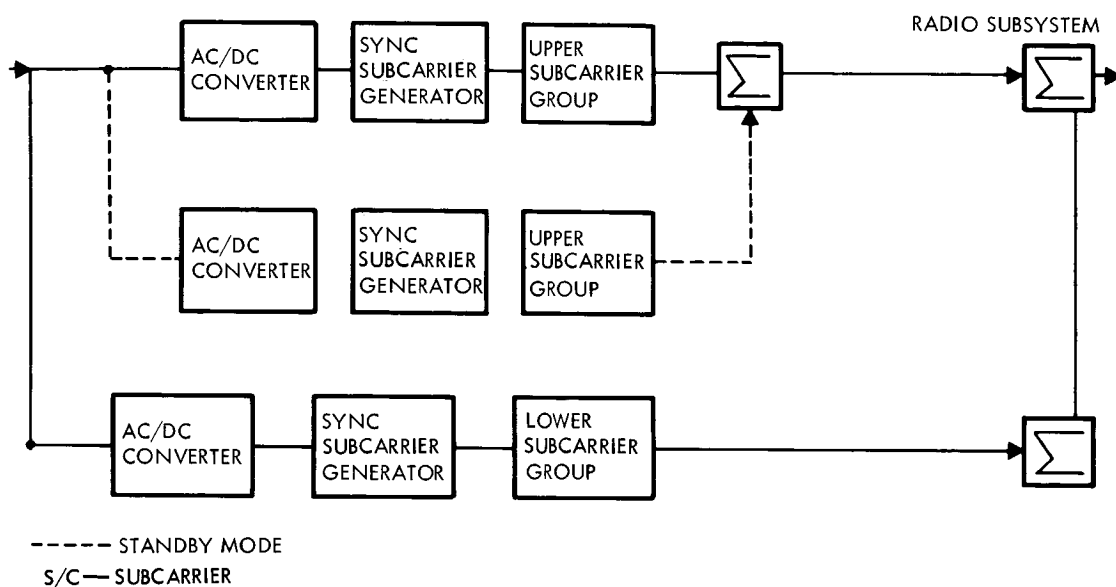 RADIO SUBSYSTEM
AC/DC
CONVERTER
SYNC
SUBCARRIER
GENERATOR
UPPER
SUBCARRIER
GROUP
Σ
Σ
AC/DC
CONVERTER
SYNC
SUBCARRIER
GENERATOR
UPPER
SUBCARRIER
GROUP
AC/DC
CONVERTER
SYNC
SUBCARRIER
GENERATOR
LOWER
SUBCARRIER
GROUP
Σ
----- STANDBY MODE
S/C — SUBCARRIER